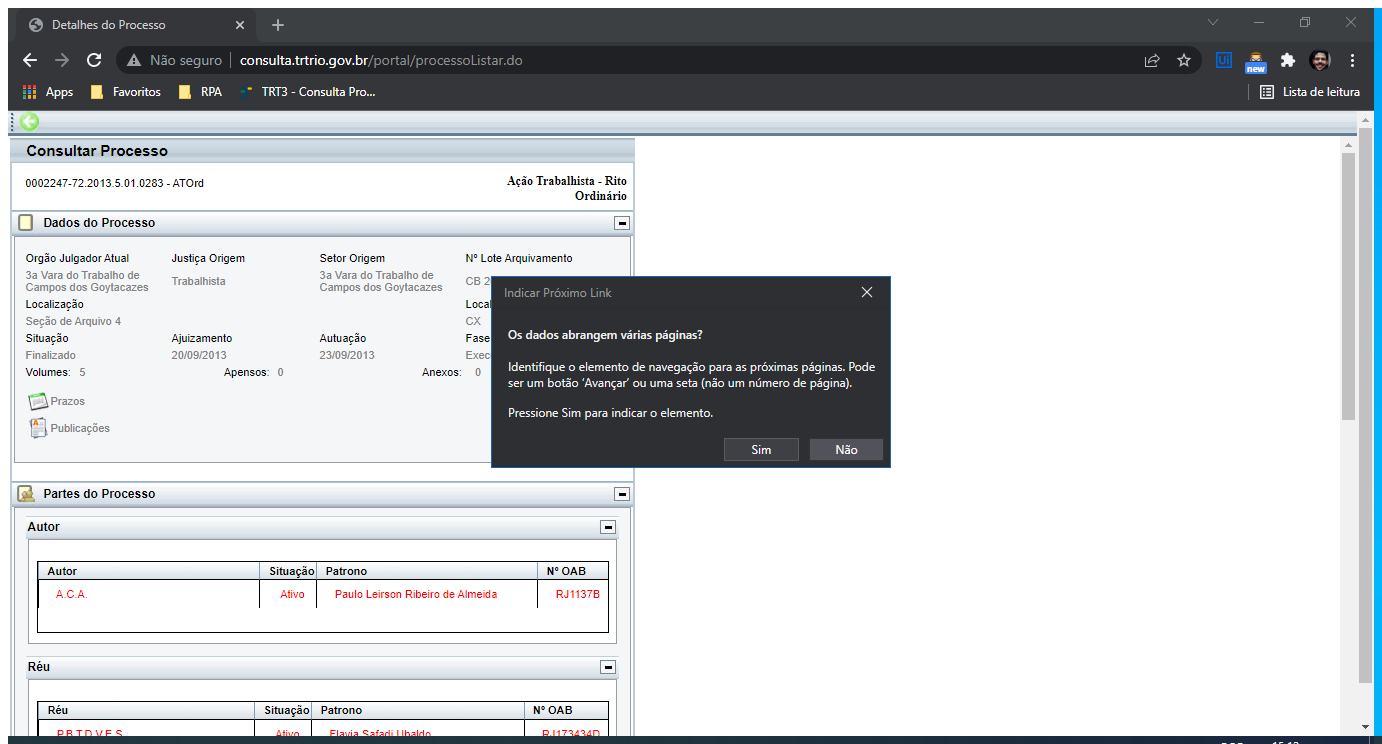 Detalhes do Processo
Não seguro
consulta.trtrio.gov.br/portal/processoListar.do
new
Apps
Favoritos
RPA
TRT3 - Consulta Pro...
Lista de leitura
Consultar Processo
0002247-72.2013.5.01.0283 - ATOrd
Ação Trabalhista - Rito
Ordinário
Dados do Processo
Orgão Julgador Atual Justiça Origem Setor Origem Nº Lote Arquivamento
3a Vara do Trabalho de
Campos dos Goytacazes
Trabalhista
3a Vara do Trabalho de
Campos dos Goytacazes
CB 2
Localização
Local
Seção de Arquivo 4
CX
Situação Ajuizamento Autuação Fase
Finalizado 20/09/2013 23/09/2013 Exec
Volumes: 5 Apensos: 0 Anexos: 0
Prazos
Publicações
Indicar Próximo Link
Os dados abrangem várias páginas?
Identifique o elemento de navegação para as próximas páginas. Pode
ser um botão 'Avançar' ou uma seta (não um número de página).
Pressione Sim para indicar o elemento.
Sim Não
Partes do Processo
Autor
Autor Situação Patrono Nº OAB
A.C.A. Ativo Paulo Leirson Ribeiro de Almeida RJ1137B
Réu
Réu Situação Patrono Nº OAB
P.B.T.D.V.E.S. Ativo Flavia Safadi Ubaldo RJ173434D